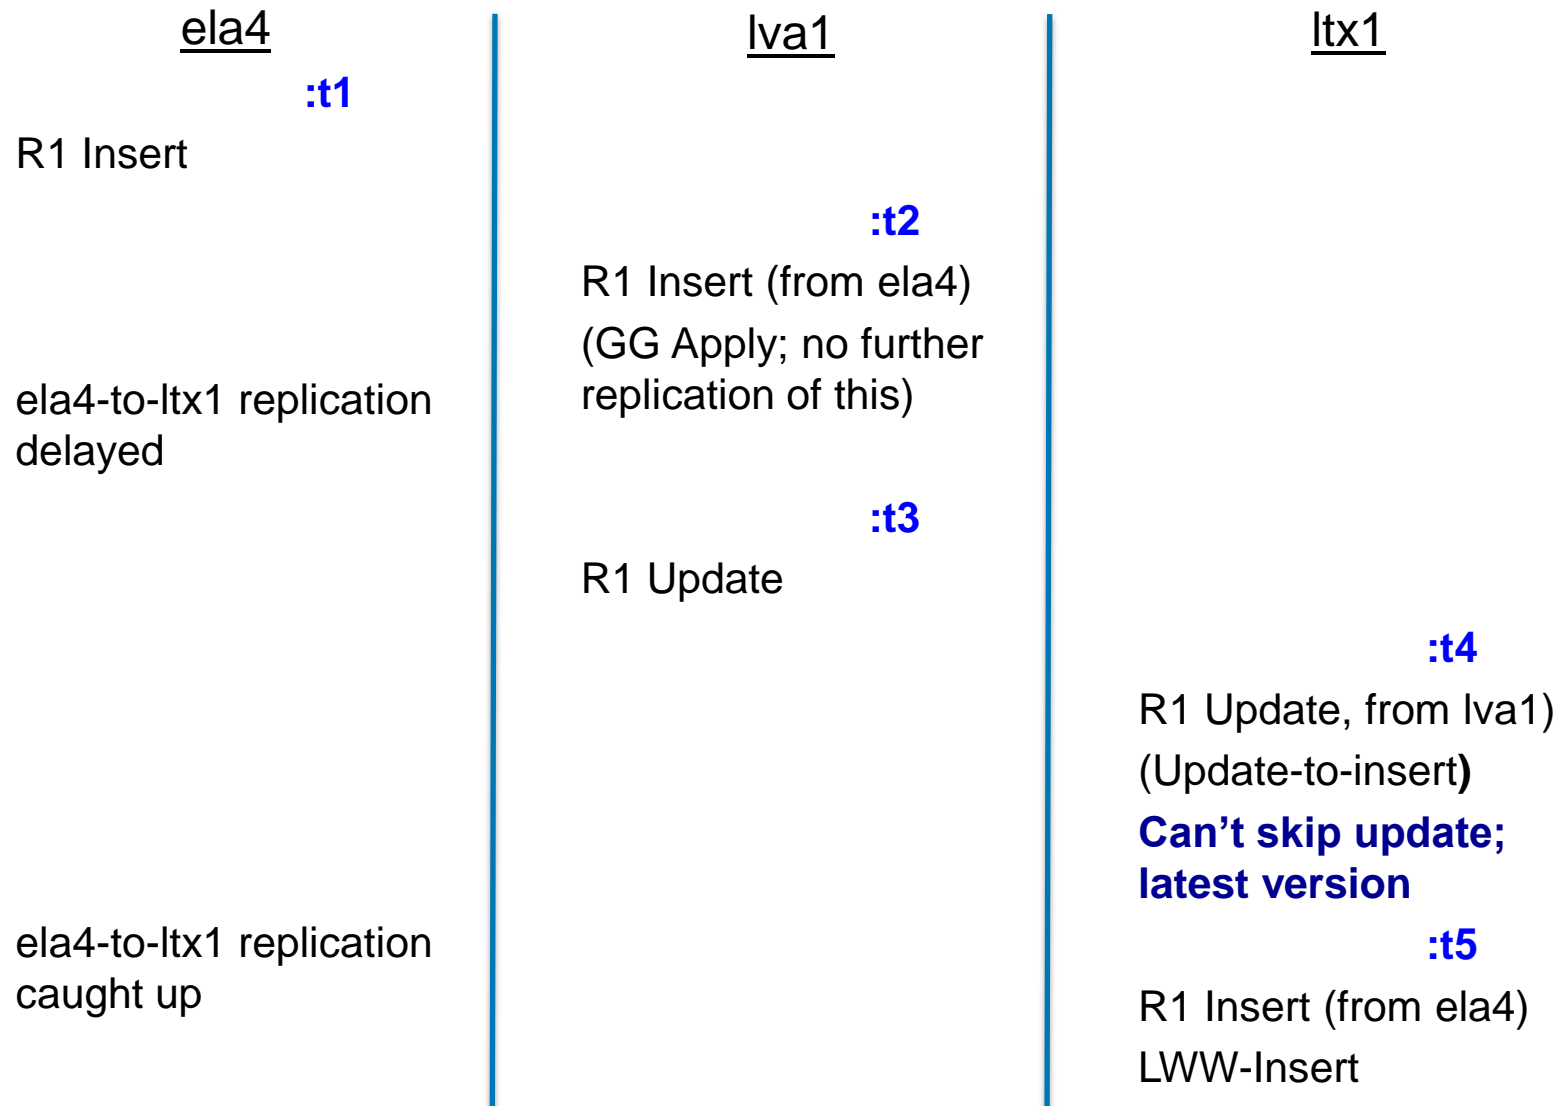 ela4
:t1
R1 Insert
ela4-to-ltx1 replication
delayed
ela4-to-ltx1 replication
caught up
lva1
:t2
R1 Insert (from ela4)
(GG Apply; no further
replication of this)
:t3
R1 Update
ltx1
:t4
R1 Update, from lva1)
(Update-to-insert)
Can’t skip update;
latest version
:t5
R1 Insert (from ela4)
LWW-Insert